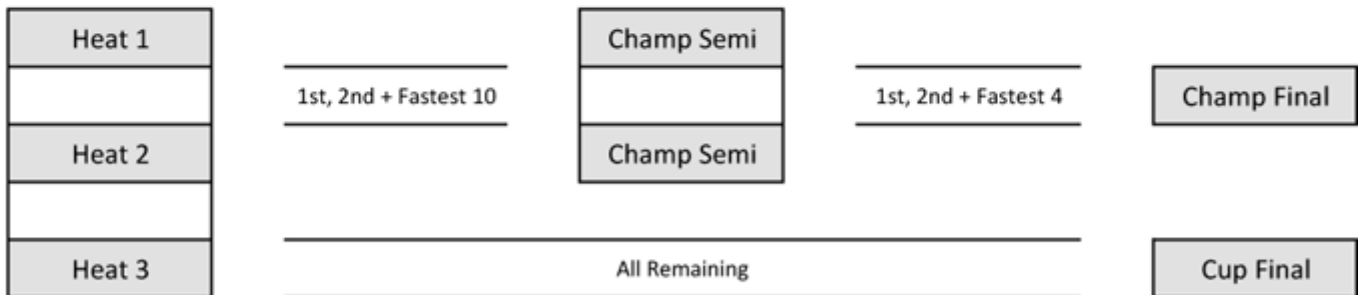 Heat 1
Champ Semi
1st, 2nd + Fastest 10
1st, 2nd + Fastest 4
Champ Final
Heat 2
Champ Semi
Heat 3
All Remaining
Cup Final